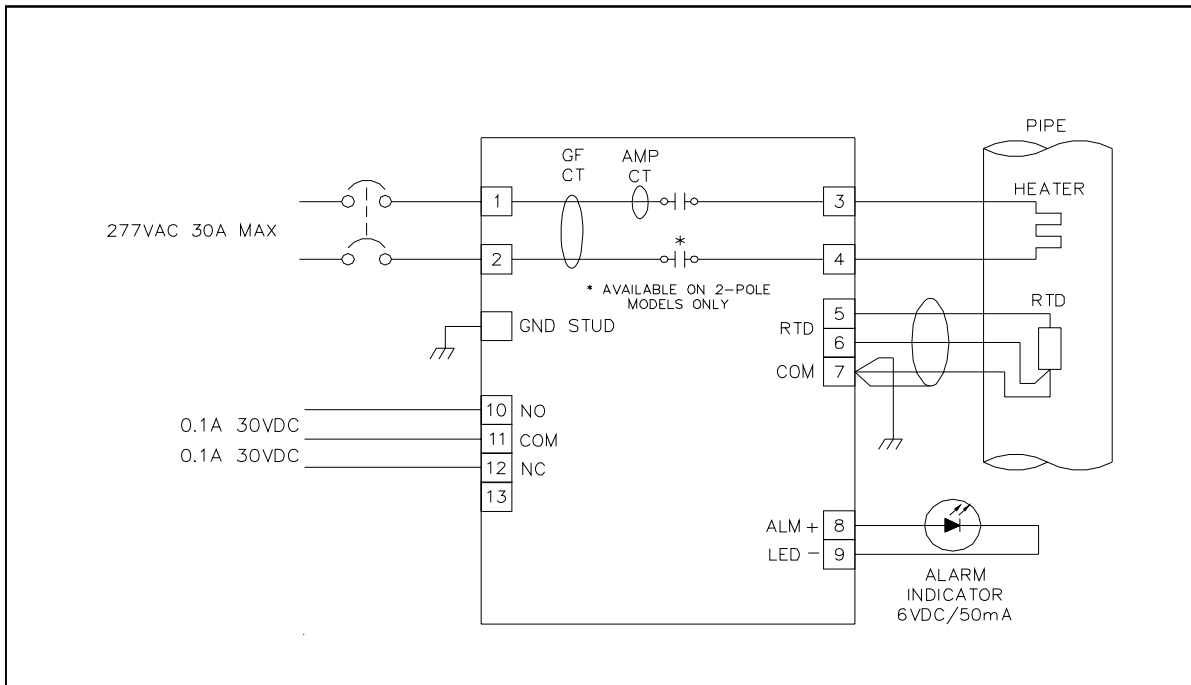 PIPE
GF
CT
AMP
CT
HEATER
1
3
277VAC 30A MAX
*
2
4
* AVAILABLE ON 2-POLE
MODELS ONLY
RTD
5
GND STUD
RTD
6
COM
7
10 NO
0.1A 30VDC
11 COM
0.1A 30VDC
12 NC
13
ALM + 8
LED - 9
ALARM
INDICATOR
6VDC/50mA